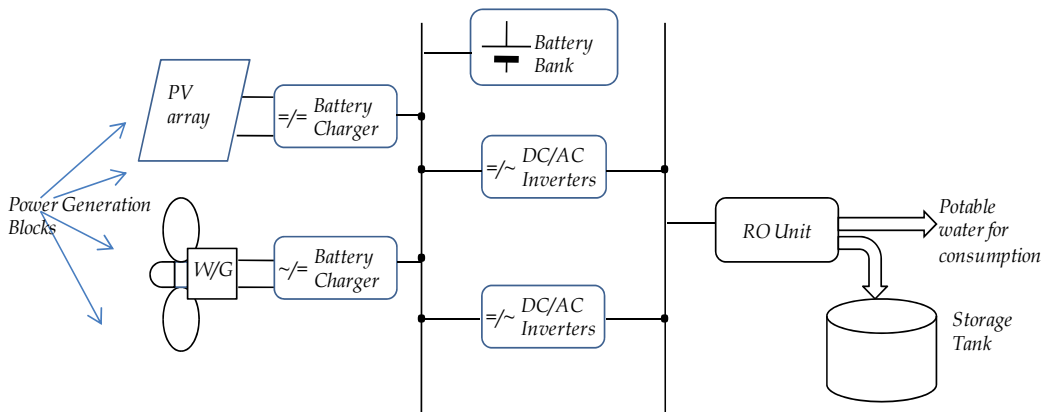 Battery
Bank
PV
array
=/= Battery
Charger
=/~ DC/AC
Inverters
Power Generation
Blocks
W/G
~/= Battery
Charger
RO Unit
Potable
water for
consumption
=/~ DC/AC
Inverters
Storage
Tank